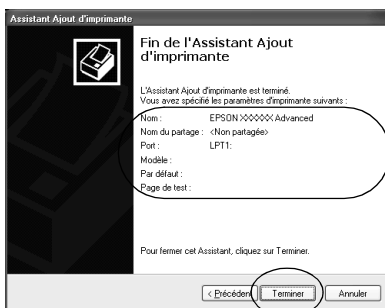 Assistant Ajout d'imprimante
Fin de l'Assistant Ajout
d'imprimante
L'Assistant Ajout d'imprimante est terminé.
Vous avez spécifié les paramètres d'imprimante suivants :
Nom : EPSON XXXXXX Advanced
Nom du partage : <Non partagée>
Port : LPT1:
Modèle :
Par défaut :
Page de test :
Pour fermer cet Assistant, cliquez sur Terminer.
< Précéden Terminer Annuler